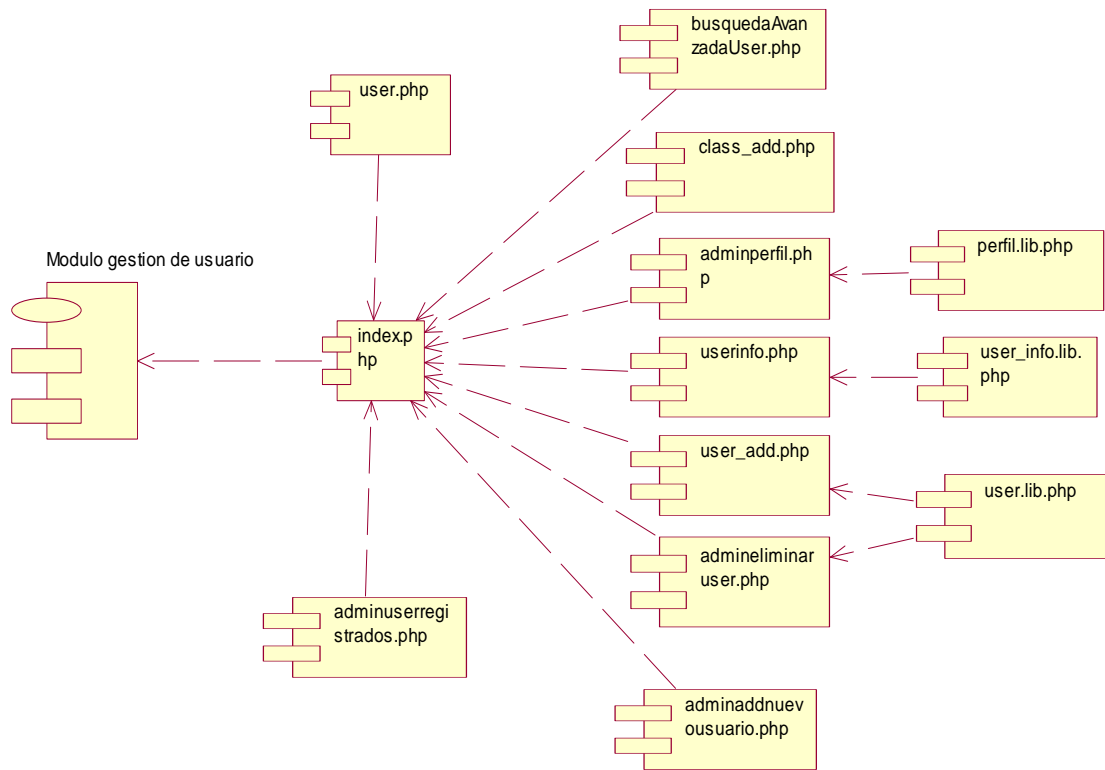 busquedaAvan
zadaUser.php
user.php
class_add.php
Modulo gestion de usuario
adminperfil.ph
p
perfil.lib.php
index.p
hp
userinfo.php
user_info.lib.
php
user_add.php
user.lib.php
admineliminar
user.php
adminuserregi
strados.php
adminaddnuev
ousuario.php